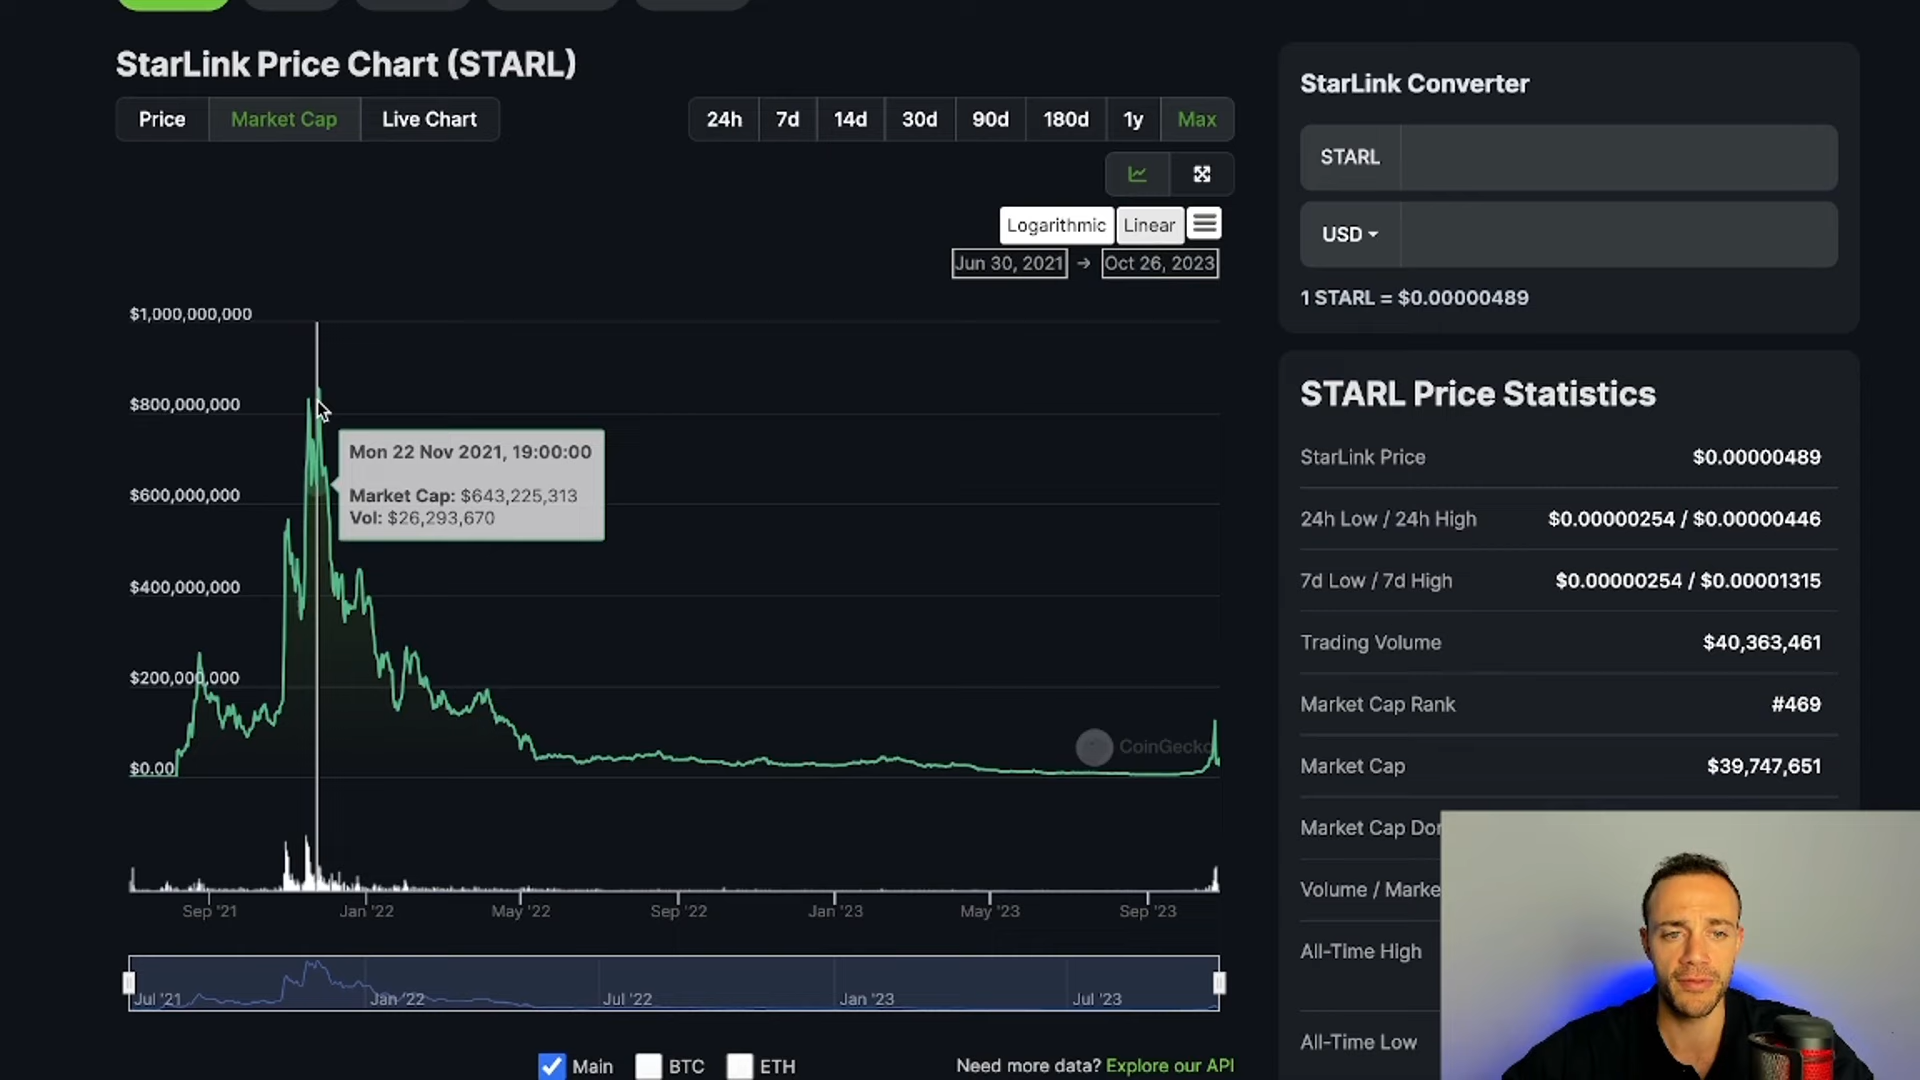 StarLink Price Chart (STARL)
Price Market Cap Live Chart
24h 7d 14d 30d 90d 180d 1y Max
Logarithmic Linear
Jun 30, 2021 → Oct 26, 2023
$1,000,000,000
$800,000,000
$600,000,000
$400,000,000
$200,000,000
$0.00
Mon 22 Nov 2021, 19:00:00
Market Cap: $643,225,313
Vol: $26,293,670
CoinGecko
Sep '21 Jan '22 May '22 Sep '22 Jan '23 May '23 Sep '23
Jul '21 Jan '22 Jul '22 Jan '23 Jul '23
Main BTC ETH
Need more data? Explore our API
StarLink Converter
STARL
USD
1 STARL = $0.00000489
STARL Price Statistics
StarLink Price $0.00000489
24h Low / 24h High $0.00000254 / $0.00000446
7d Low / 7d High $0.00000254 / $0.00001315
Trading Volume $40,363,461
Market Cap Rank #469
Market Cap $39,747,651
Market Cap Dor
Volume / Marke
All-Time High
All-Time Low